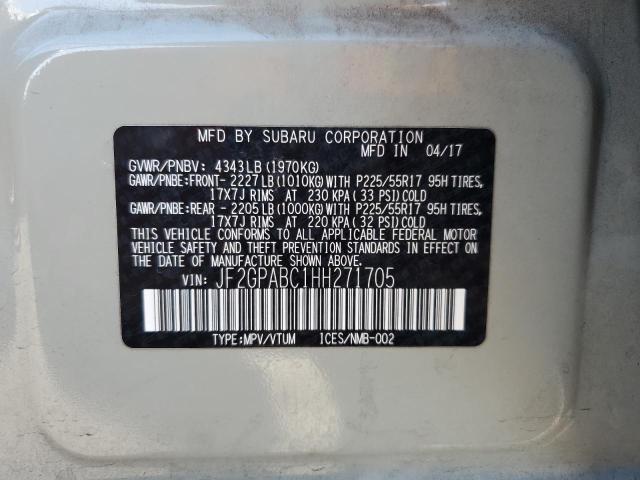 MFD BY SUBARU CORPORATION
MFD IN 04/17
GVWR/PNBV: 4343LB(1970KG)
GAWR/PNBE:FRONT- 2227LB(1010KG)WITH P225/55R17 95H TIRES,
17X7J RIMS AT 230 KPA(33 PSI)COLD
GAWR/PNBE:REAR - 2205LB(1000KG)WITH P225/55R17 95H TIRES,
17X7J RIMS AT 220 KPA(32 PSI)COLD
THIS VEHICLE CONFORMS TO ALL APPLICABLE FEDERAL MOTOR
VEHICLE SAFETY AND THEFT PREVENTION STANDARDS IN EFFECT
ON THE DATE OF MANUFACTURE SHOWN ABOVE.
VIN: JF2GPABC1HH271705
TYPE:MPV/VTUM ICES/NMB-002